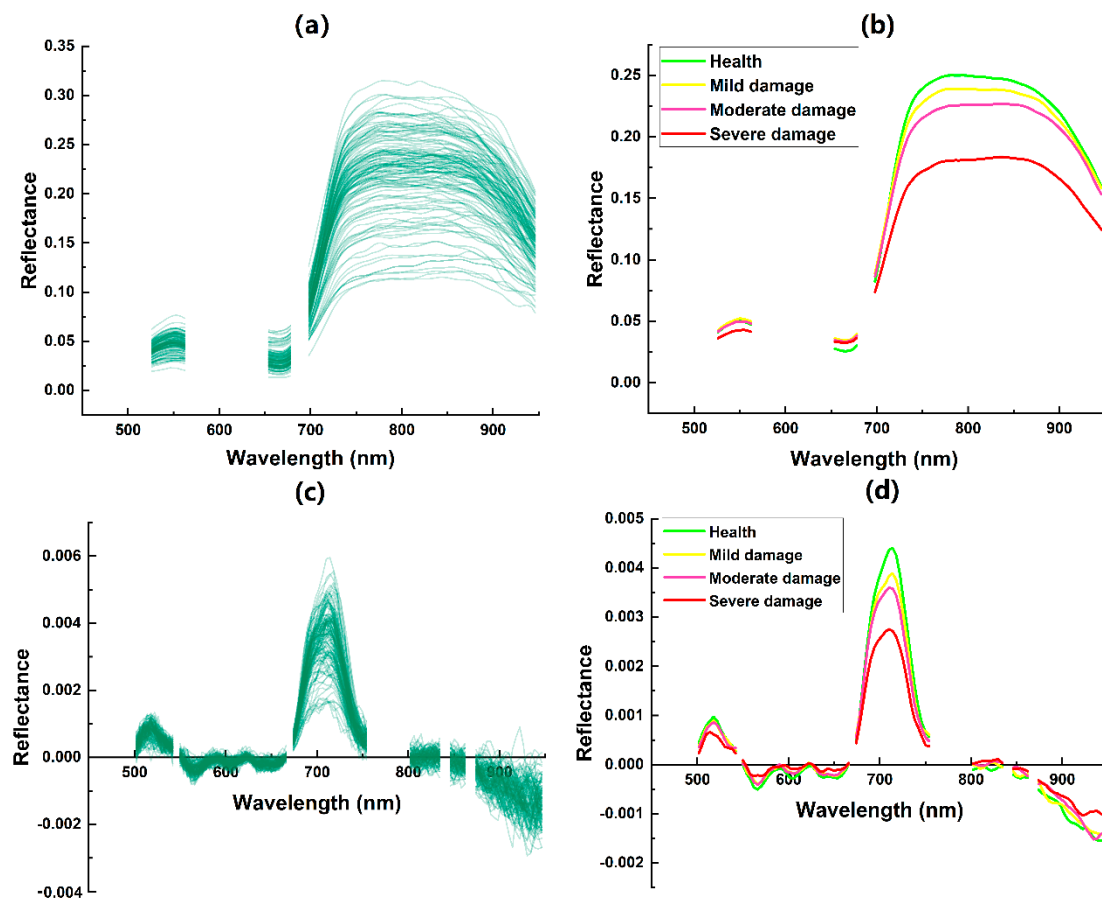 (a)
0.35
0.30
0.25
0.20
0.15
0.10
0.05
0.00
Reflectance
500 600 700 800 900
Wavelength (nm)
(b)
Health
Mild damage
Moderate damage
Severe damage
0.25
0.20
0.15
0.10
0.05
0.00
Reflectance
500 600 700 800 900
Wavelength (nm)
(c)
0.006
0.004
0.002
0.000
-0.002
-0.004
Reflectance
500 600 700 800 900
Wavelength (nm)
(d)
Health
Mild damage
Moderate damage
Severe damage
0.005
0.004
0.003
0.002
0.001
0.000
-0.001
-0.002
Reflectance
500 600 700 800 900
Wavelength (nm)